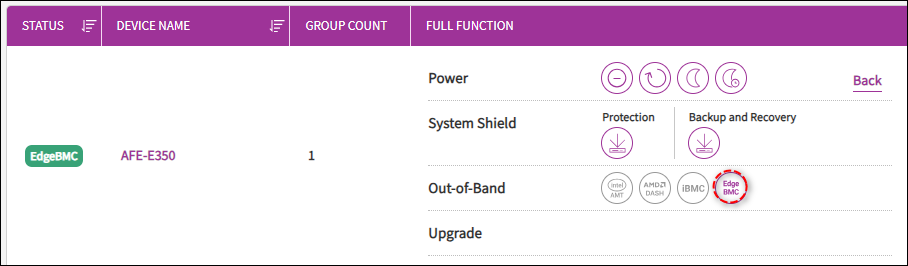 STATUS DEVICE NAME GROUP COUNT FULL FUNCTION
Power
Back
System Shield
Protection
Backup and Recovery
EdgeBMC
AFE-E350
1
Out-of-Band
Intel
AMT
AMD
DASH
iBMC
Edge
BMC
Upgrade